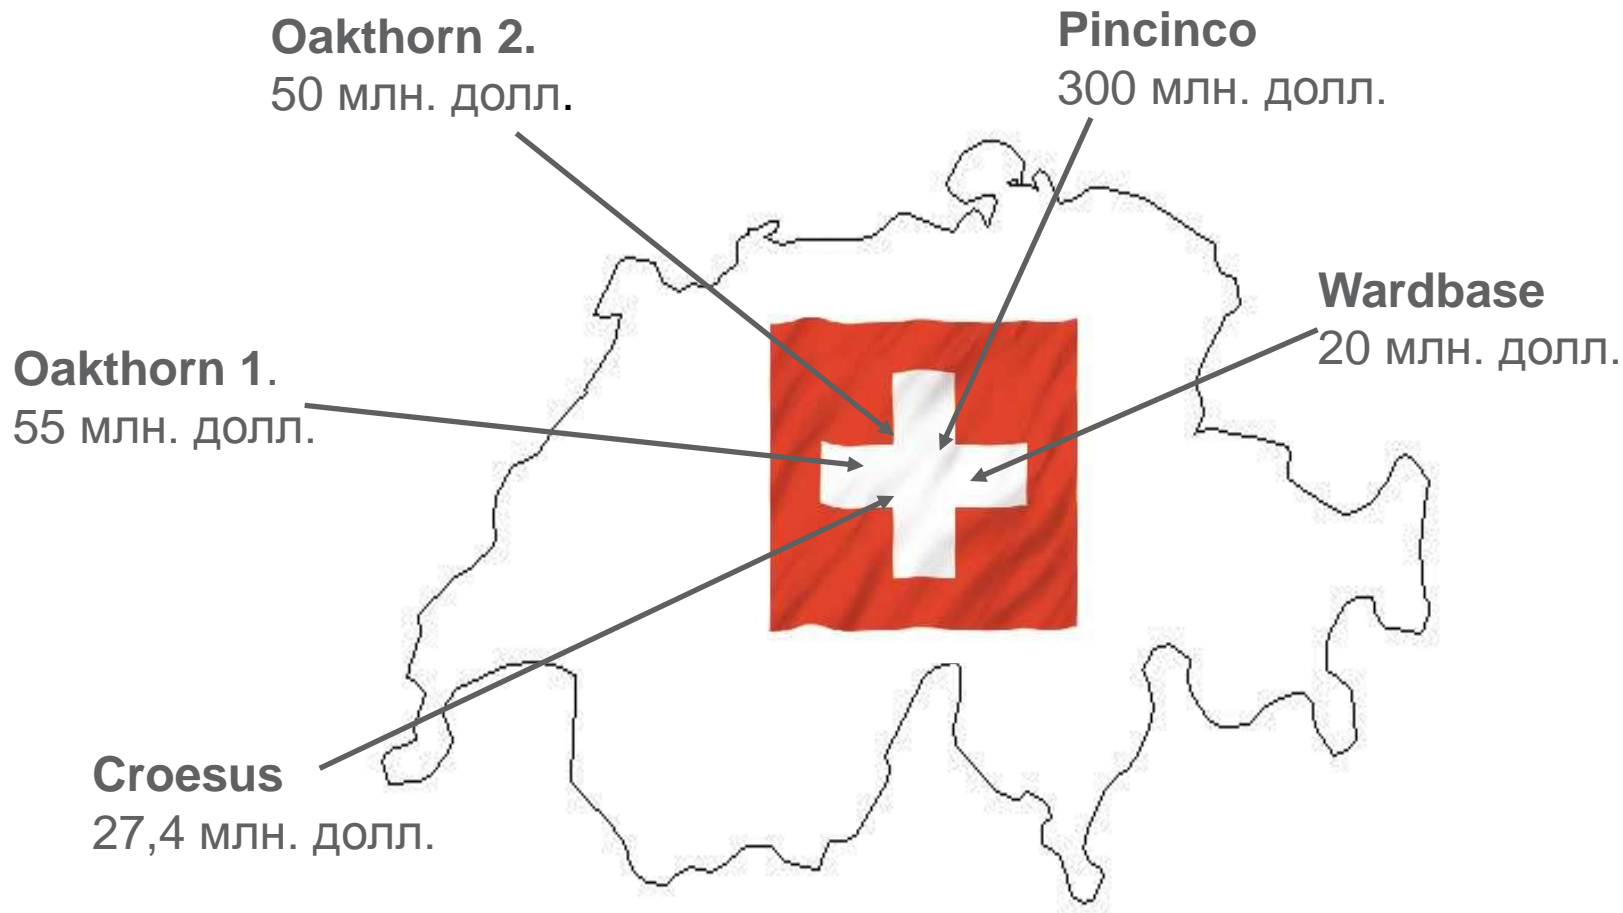 Oakthorn 2.
50 млн. долл.
Pincinco
300 млн. долл.
Wardbase
20 млн. долл.
Oakthorn 1.
55 млн. долл.
Croesus
27,4 млн. долл.